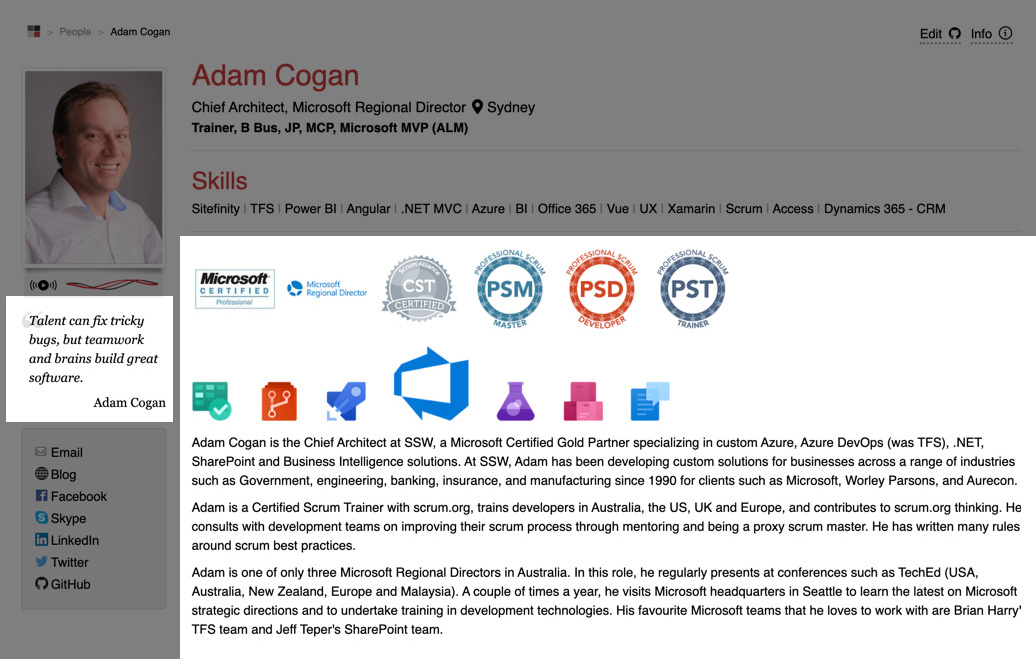 > People > Adam Cogan
Edit Info
Adam Cogan
Chief Architect, Microsoft Regional Director Sydney
Trainer, B Bus, JP, MCP, Microsoft MVP (ALM)
Skills
Sitefinity | TFS | Power BI | Angular | .NET MVC | Azure | BI | Office 365 | Vue | UX | Xamarin | Scrum | Access | Dynamics 365 - CRM
Microsoft
CERTIFIED
Professional
Microsoft
Regional Director
Scrum Alliance
CST
CERTIFIED
PROFESSIONAL SCRUM
PSM
MASTER
PROFESSIONAL SCRUM
PSD
DEVELOPER
PROFESSIONAL SCRUM
PST
TRAINER
“
Talent can fix tricky
bugs, but teamwork
and brains build great
software.
Adam Cogan
Email
Blog
Facebook
Skype
LinkedIn
Twitter
GitHub
Adam Cogan is the Chief Architect at SSW, a Microsoft Certified Gold Partner specializing in custom Azure, Azure DevOps (was TFS), .NET,
SharePoint and Business Intelligence solutions. At SSW, Adam has been developing custom solutions for businesses across a range of industries
such as Government, engineering, banking, insurance, and manufacturing since 1990 for clients such as Microsoft, Worley Parsons, and Aurecon.
Adam is a Certified Scrum Trainer with scrum.org, trains developers in Australia, the US, UK and Europe, and contributes to scrum.org thinking. He
consults with development teams on improving their scrum process through mentoring and being a proxy scrum master. He has written many rules
around scrum best practices.
Adam is one of only three Microsoft Regional Directors in Australia. In this role, he regularly presents at conferences such as TechEd (USA,
Australia, New Zealand, Europe and Malaysia). A couple of times a year, he visits Microsoft headquarters in Seattle to learn the latest on Microsoft
strategic directions and to undertake training in development technologies. His favourite Microsoft teams that he loves to work with are Brian Harry'
TFS team and Jeff Teper's SharePoint team.